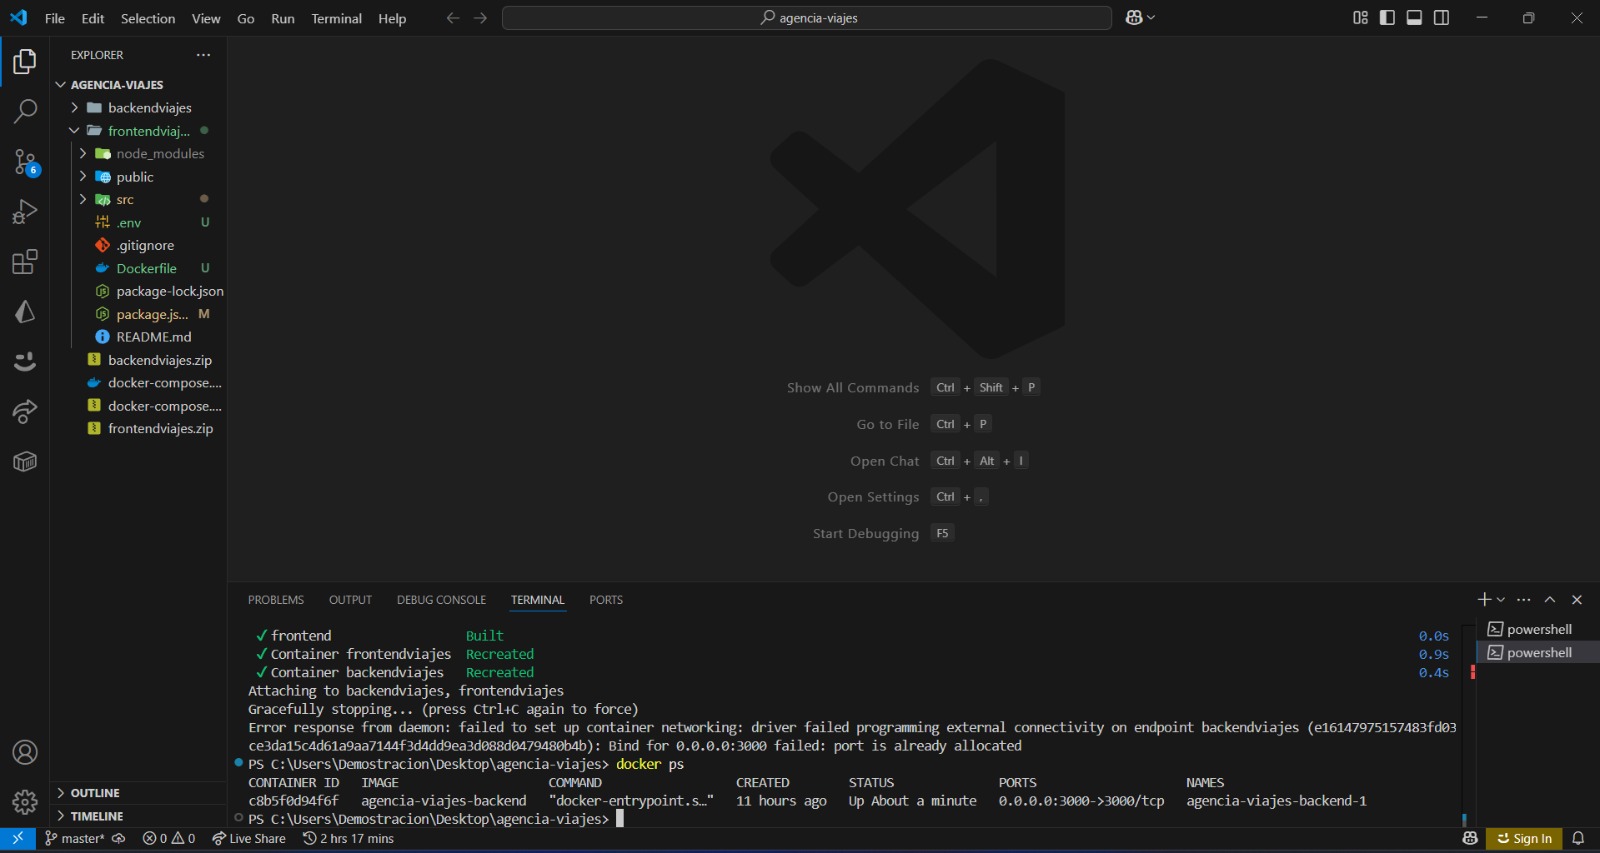 File Edit Selection View Go Run Terminal Help
agencia-viajes
EXPLORER
AGENCIA-VIAJES
backendviajes
frontendviaj...
node_modules
public
src
.env U
.gitignore
Dockerfile U
package-lock.json
package.js... M
README.md
backendviajes.zip
docker-compose....
docker-compose....
frontendviajes.zip
6
Show All Commands Ctrl + Shift + P
Go to File Ctrl + P
Open Chat Ctrl + Alt + I
Open Settings Ctrl + ,
Start Debugging F5
PROBLEMS OUTPUT DEBUG CONSOLE TERMINAL PORTS
✓ frontend Built 0.0s
✓ Container frontendviajes Recreated 0.9s
✓ Container backendviajes Recreated 0.4s
Attaching to backendviajes, frontendviajes
Gracefully stopping... (press Ctrl+C again to force)
Error response from daemon: failed to set up container networking: driver failed programming external connectivity on endpoint backendviajes (e16147975157483fd03
ce3da15c4d61a9aa7144f3d4dd9ea3d088d0479480b4b): Bind for 0.0.0.0:3000 failed: port is already allocated
PS C:\Users\Demostracion\Desktop\agencia-viajes> docker ps
CONTAINER ID IMAGE COMMAND CREATED STATUS PORTS NAMES
c8b5f0d94f6f agencia-viajes-backend "docker-entrypoint.s…" 11 hours ago Up About a minute 0.0.0.0:3000->3000/tcp agencia-viajes-backend-1
PS C:\Users\Demostracion\Desktop\agencia-viajes>
powershell
powershell
OUTLINE
TIMELINE
master* 0 0 Live Share 2 hrs 17 mins Sign In